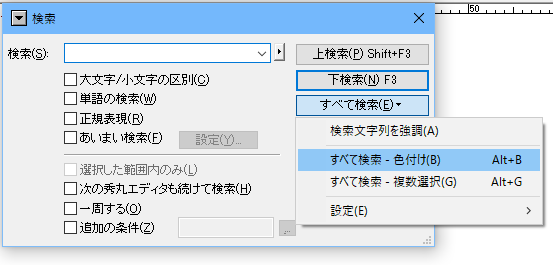 検索
50
検索(S):
上検索(P) Shift+F3
大文字/小文字の区別(C)
下検索(N) F3
単語の検索(W)
すべて検索(E)
正規表現(R)
検索文字列を強調(A)
あいまい検索(F)
設定(Y)...
すべて検索 - 色付け(B) Alt+B
選択した範囲内のみ(L)
すべて検索 - 複数選択(G) Alt+G
次の秀丸エディタも続けて検索(H)
一周する(O)
設定(E)
追加の条件(Z)
...